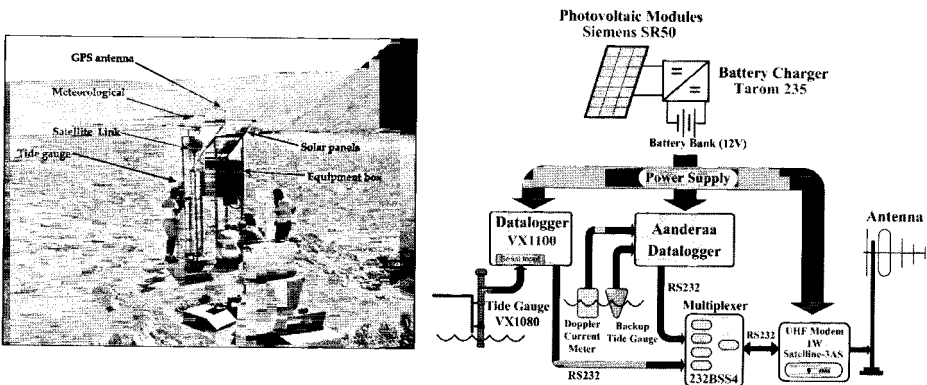 GPS antenna
Meteorological
Satellite Link
Tide gauge
Solar panels
Equipment box
Photovoltaic Modules
Siemens SR50
Battery Charger
Tarom 235
Battery Bank (12V)
Power Supply
Datalogger
VX1100
Serial Input
Aanderaa
Datalogger
Antenna
Tide Gauge
VX1080
Doppler
Current
Meter
Backup
Tide Gauge
RS232
Multiplexer
232BSS4
RS232
RS232
UHF Modem
1W
Satelline-3AS